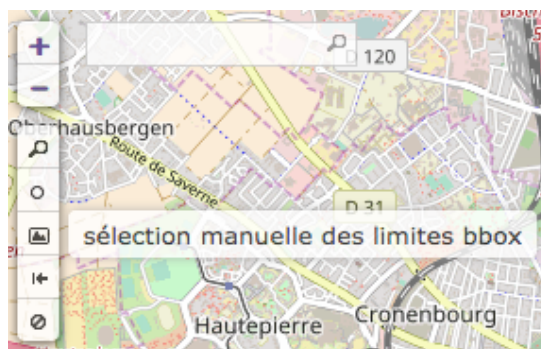 +
D 120
−
Oberhausbergen
Route de Saverne
D 31
sélection manuelle des limites bbox
Hautepierre
Cronenbourg